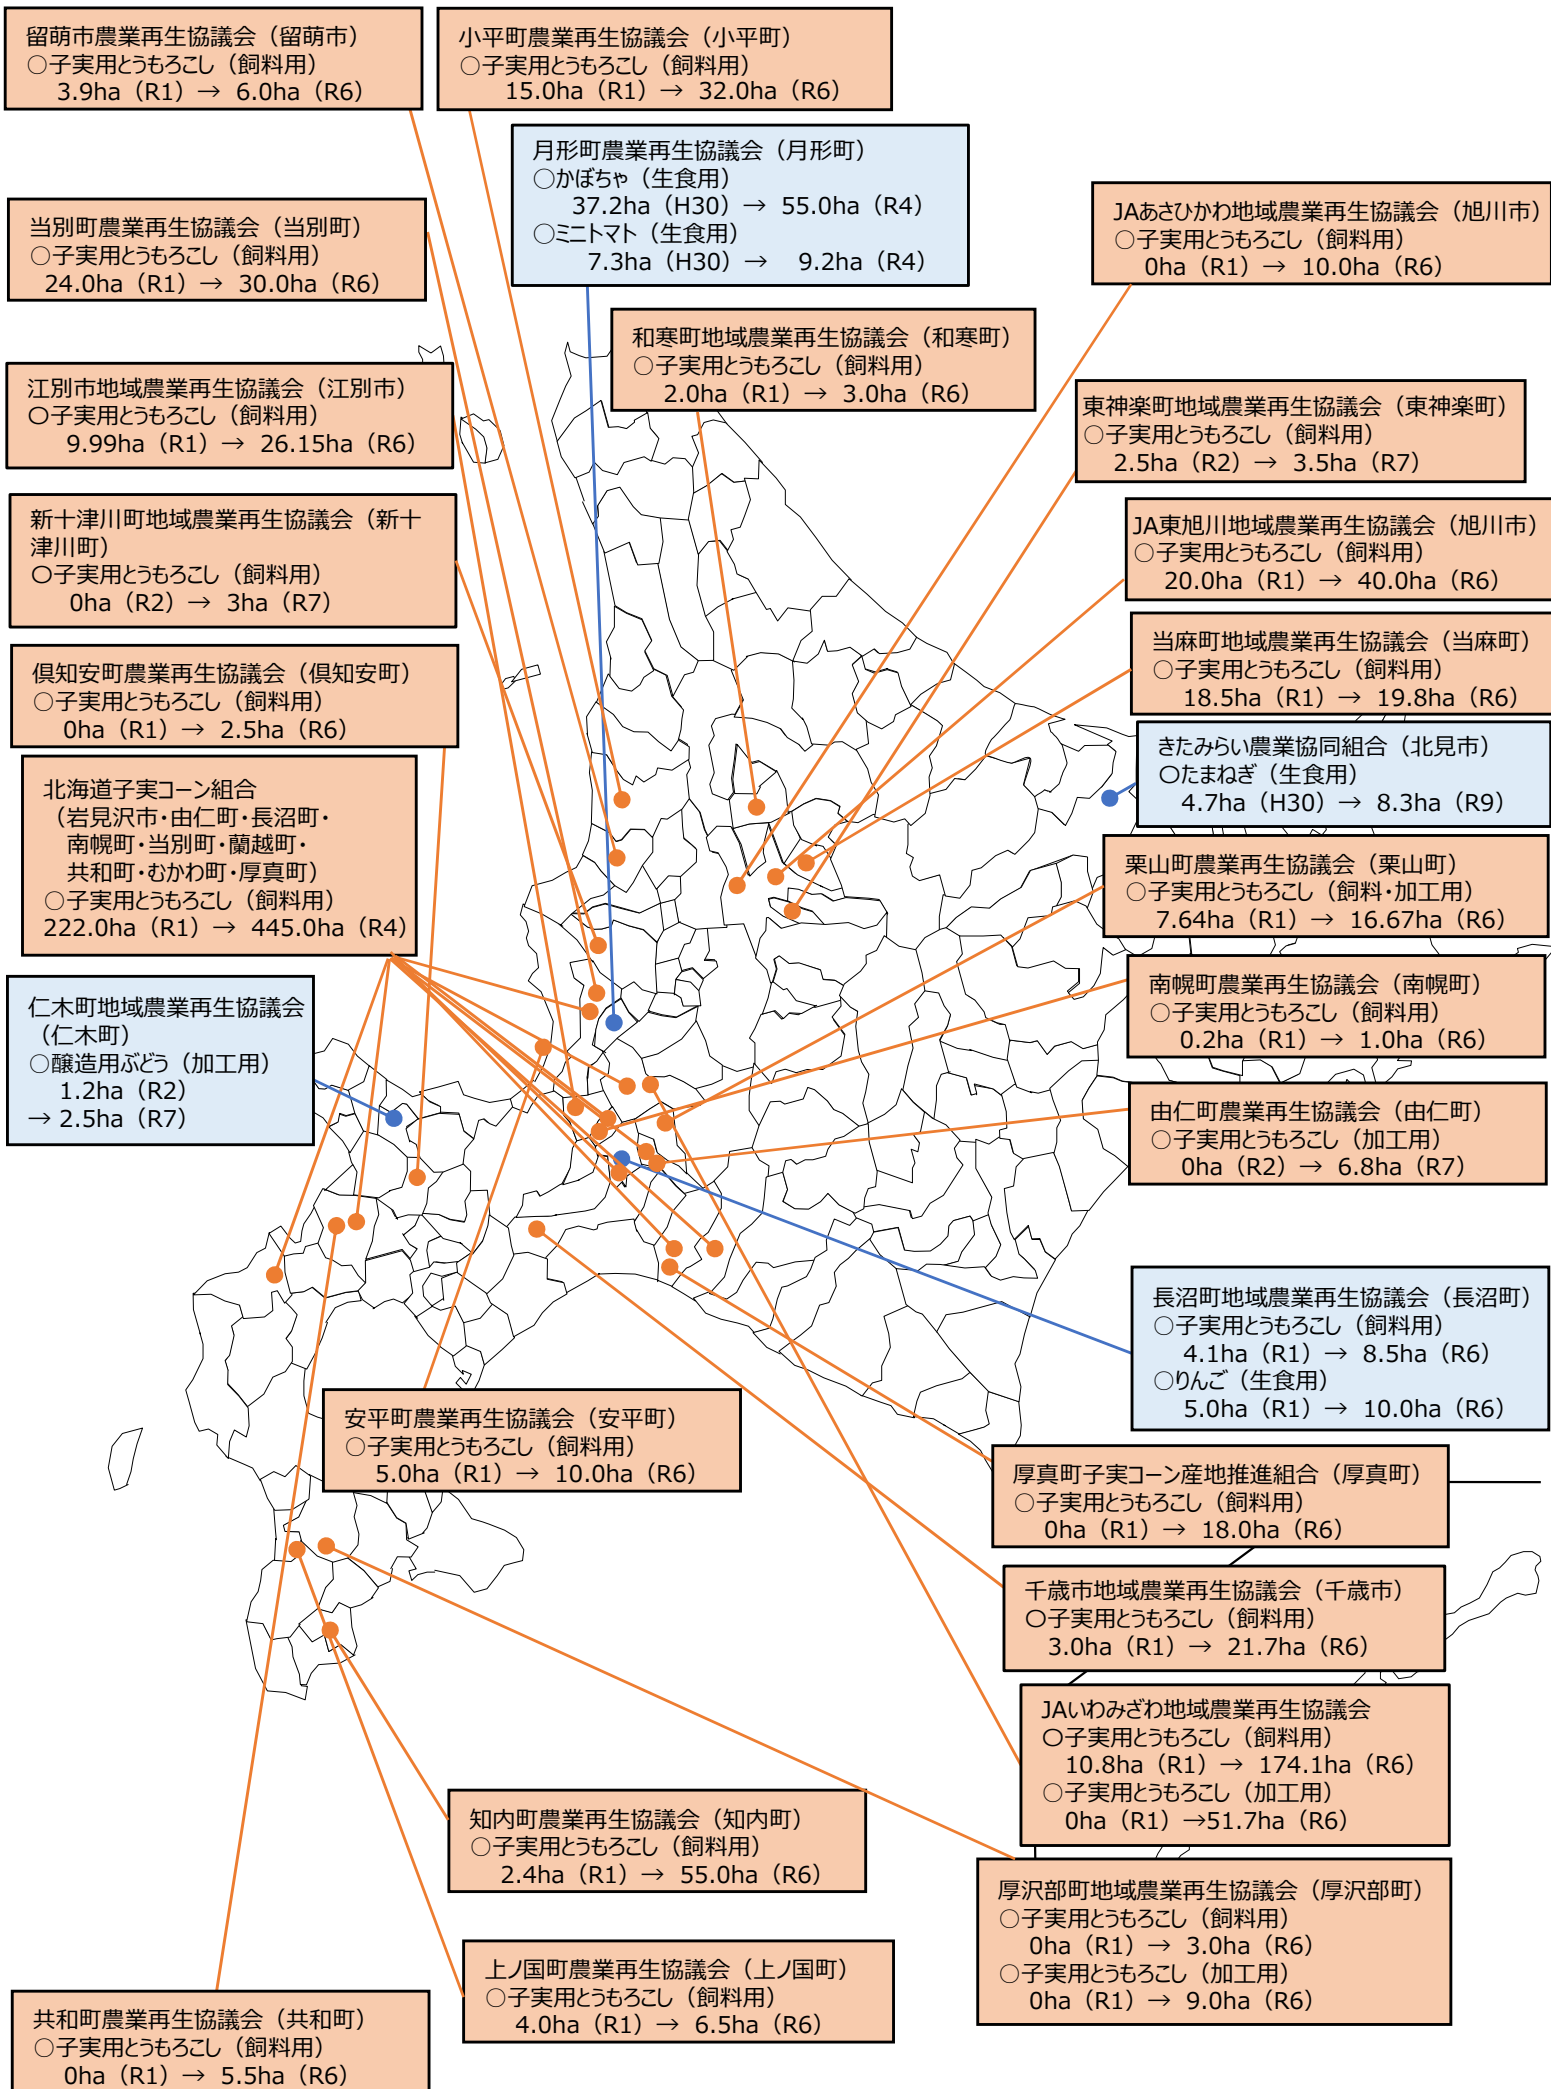 留萌市農業再生協議会（留萌市）
○子実用とうもろこし（飼料用）
3.9ha（R1）→ 6.0ha（R6）
小平町農業再生協議会（小平町）
○子実用とうもろこし（飼料用）
15.0ha（R1）→ 32.0ha（R6）
月形町農業再生協議会（月形町）
○かぼちゃ（生食用）
37.2ha（H30）→ 55.0ha（R4）
○ミニトマト（生食用）
7.3ha（H30）→ 9.2ha（R4）
JAあさひかわ地域農業再生協議会（旭川市）
○子実用とうもろこし（飼料用）
0ha（R1）→ 10.0ha（R6）
当別町農業再生協議会（当別町）
○子実用とうもろこし（飼料用）
24.0ha（R1）→ 30.0ha（R6）
和寒町地域農業再生協議会（和寒町）
○子実用とうもろこし（飼料用）
2.0ha（R1）→ 3.0ha（R6）
江別市地域農業再生協議会（江別市）
〇子実用とうもろこし（飼料用）
9.99ha（R1）→ 26.15ha（R6）
東神楽町地域農業再生協議会（東神楽町）
○子実用とうもろこし（飼料用）
2.5ha（R2）→ 3.5ha（R7）
新十津川町地域農業再生協議会（新十
津川町）
〇子実用とうもろこし（飼料用）
0ha（R2）→ 3ha（R7）
JA東旭川地域農業再生協議会（旭川市）
○子実用とうもろこし（飼料用）
20.0ha（R1）→ 40.0ha（R6）
当麻町地域農業再生協議会（当麻町）
○子実用とうもろこし（飼料用）
18.5ha（R1）→ 19.8ha（R6）
倶知安町農業再生協議会（倶知安町）
○子実用とうもろこし（飼料用）
0ha（R1）→ 2.5ha（R6）
きたみらい農業協同組合（北見市）
〇たまねぎ（生食用）
4.7ha（H30）→ 8.3ha（R9）
北海道子実コーン組合
（岩見沢市・由仁町・長沼町・
南幌町・当別町・蘭越町・
共和町・むかわ町・厚真町）
○子実用とうもろこし（飼料用）
222.0ha（R1）→ 445.0ha（R4）
栗山町農業再生協議会（栗山町）
○子実用とうもろこし（飼料・加工用）
7.64ha（R1）→ 16.67ha（R6）
南幌町農業再生協議会（南幌町）
○子実用とうもろこし（飼料用）
0.2ha（R1）→ 1.0ha（R6）
仁木町地域農業再生協議会
（仁木町）
○醸造用ぶどう（加工用）
1.2ha（R2）
→ 2.5ha（R7）
由仁町農業再生協議会（由仁町）
○子実用とうもろこし（加工用）
0ha（R2）→ 6.8ha（R7）
長沼町地域農業再生協議会（長沼町）
○子実用とうもろこし（飼料用）
4.1ha（R1）→ 8.5ha（R6）
○りんご（生食用）
5.0ha（R1）→ 10.0ha（R6）
安平町農業再生協議会（安平町）
○子実用とうもろこし（飼料用）
5.0ha（R1）→ 10.0ha（R6）
厚真町子実コーン産地推進組合（厚真町）
○子実用とうもろこし（飼料用）
0ha（R1）→ 18.0ha（R6）
千歳市地域農業再生協議会（千歳市）
〇子実用とうもろこし（飼料用）
3.0ha（R1）→ 21.7ha（R6）
JAいわみざわ地域農業再生協議会
〇子実用とうもろこし（飼料用）
10.8ha（R1）→ 174.1ha（R6）
○子実用とうもろこし（加工用）
0ha（R1）→51.7ha（R6）
知内町農業再生協議会（知内町）
○子実用とうもろこし（飼料用）
2.4ha（R1）→ 55.0ha（R6）
厚沢部町地域農業再生協議会（厚沢部町）
○子実用とうもろこし（飼料用）
0ha（R1）→ 3.0ha（R6）
○子実用とうもろこし（加工用）
0ha（R1）→ 9.0ha（R6）
上ノ国町農業再生協議会（上ノ国町）
○子実用とうもろこし（飼料用）
4.0ha（R1）→ 6.5ha（R6）
共和町農業再生協議会（共和町）
○子実用とうもろこし（飼料用）
0ha（R1）→ 5.5ha（R6）